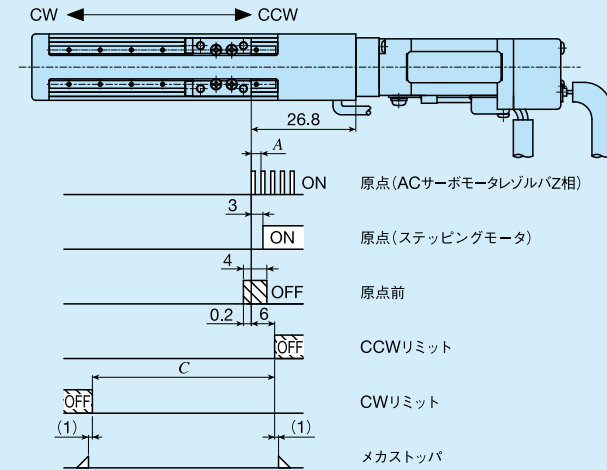 CW CCW
26.8
A
ON 原点(ACサーボモータレゾルバZ相)
3
ON 原点(ステッピングモータ)
4
OFF 原点前
0.2 6
OFF CCWリミット
C
OFF CWリミット
(1) (1)
メカストッパ